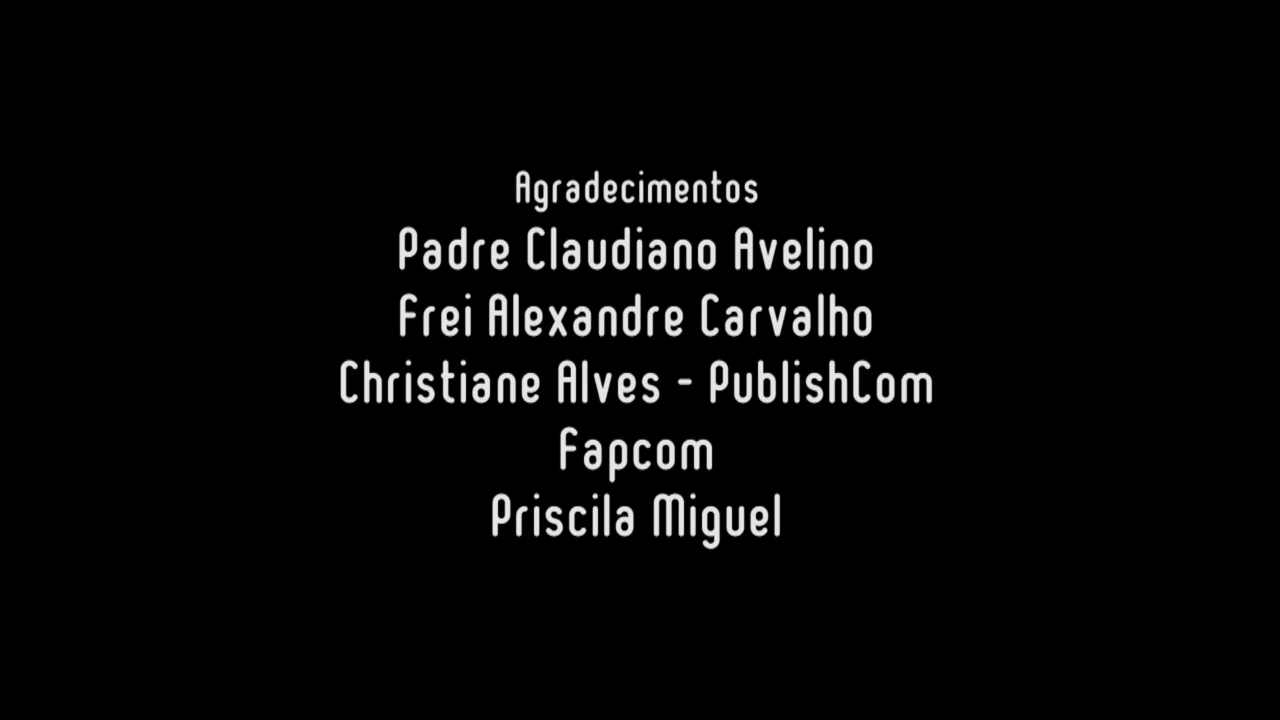 Agradecimentos
Padre Claudiano Avelino
Frei Alexandre Carvalho
Christiane Alves - PublishCom
Fapcom
Priscila Miguel